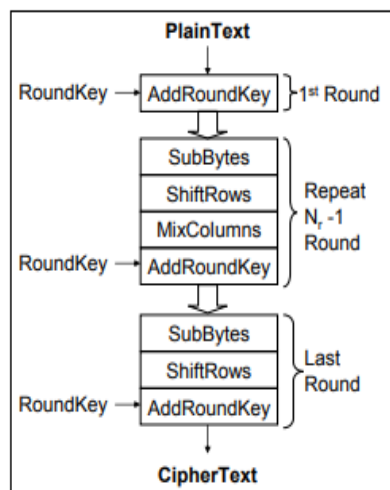 PlainText
RoundKey AddRoundKey 1st Round
SubBytes
ShiftRows Repeat
MixColumns Nr -1
RoundKey AddRoundKey Round
SubBytes
ShiftRows Last
RoundKey AddRoundKey Round
CipherText